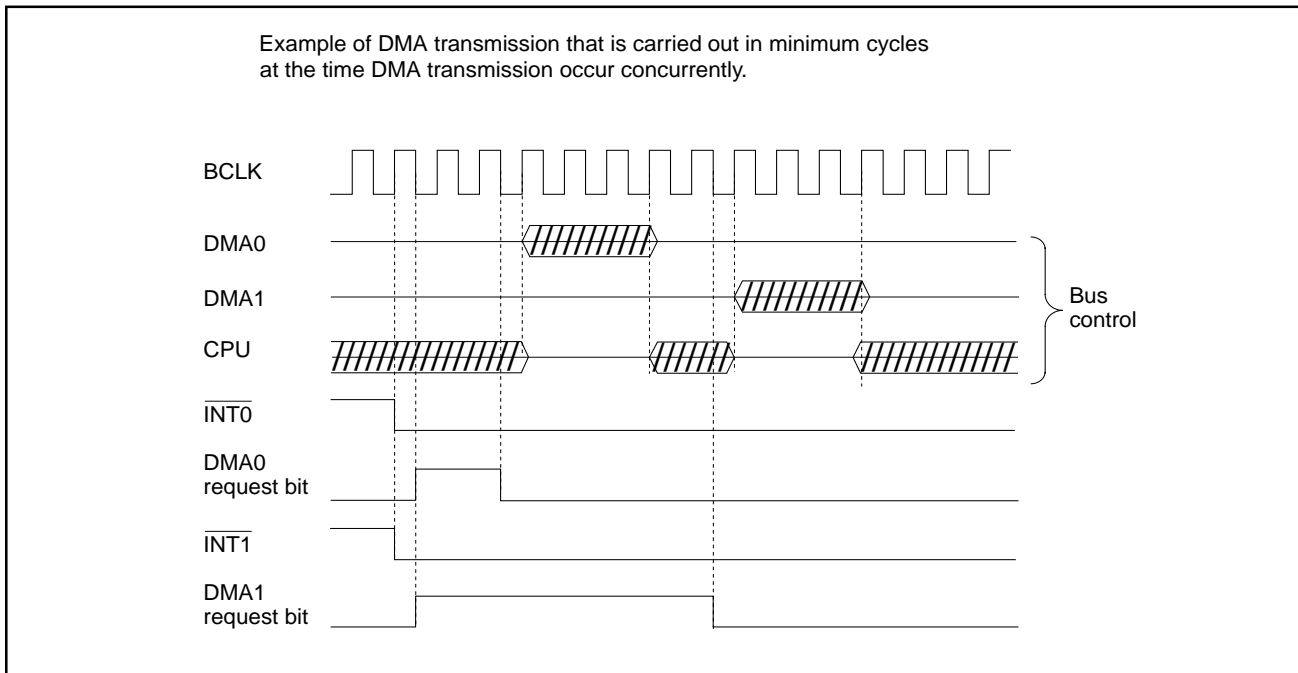 Example of DMA transmission that is carried out in minimum cycles
at the time DMA transmission occur concurrently.
BCLK
DMA0
DMA1
CPU
Bus
control
INT0
DMA0
request bit
INT1
DMA1
request bit